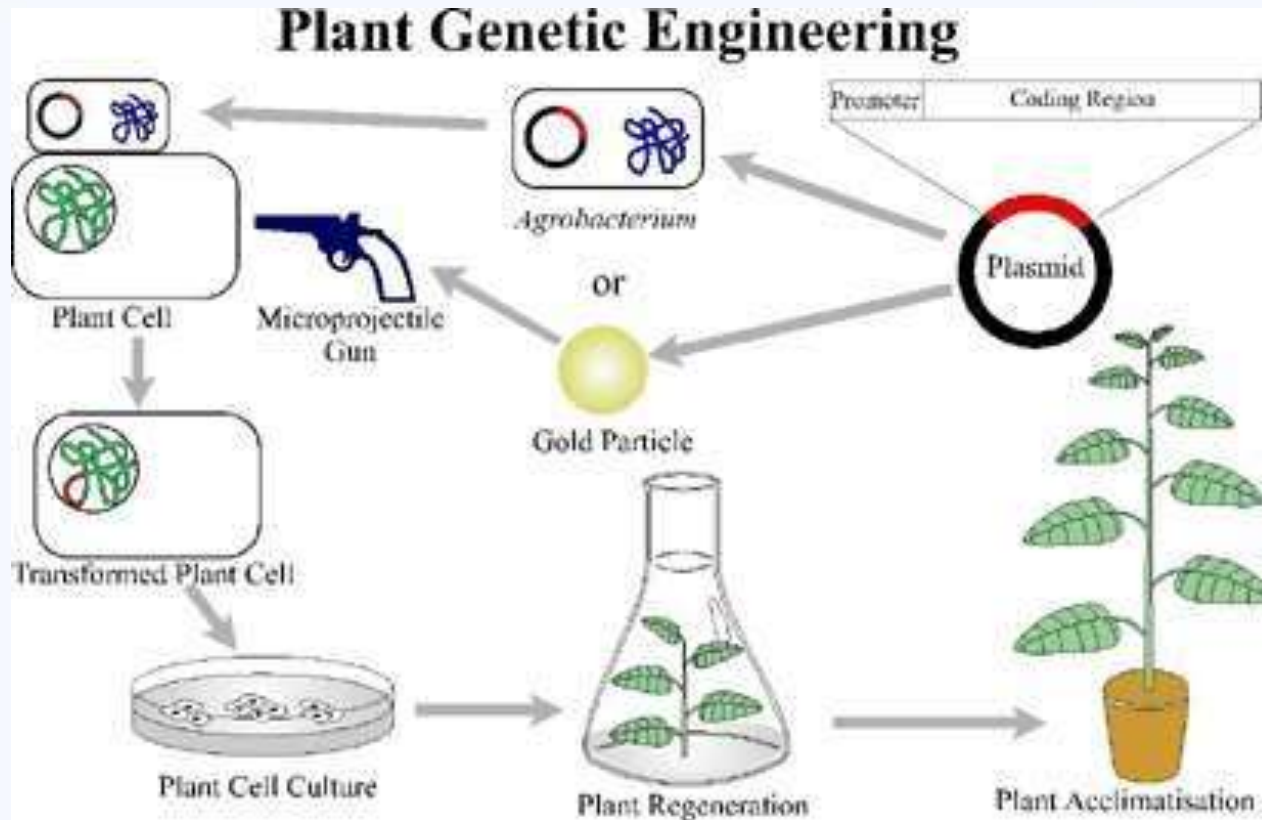 Plant Genetic Engineering
Promoter
Coding Region
Agrobacterium
Plasmid
or
Plant Cell
Microprojectile
Gun
Gold Particle
Transformed Plant Cell
Plant Cell Culture
Plant Regeneration
Plant Acclimatisation